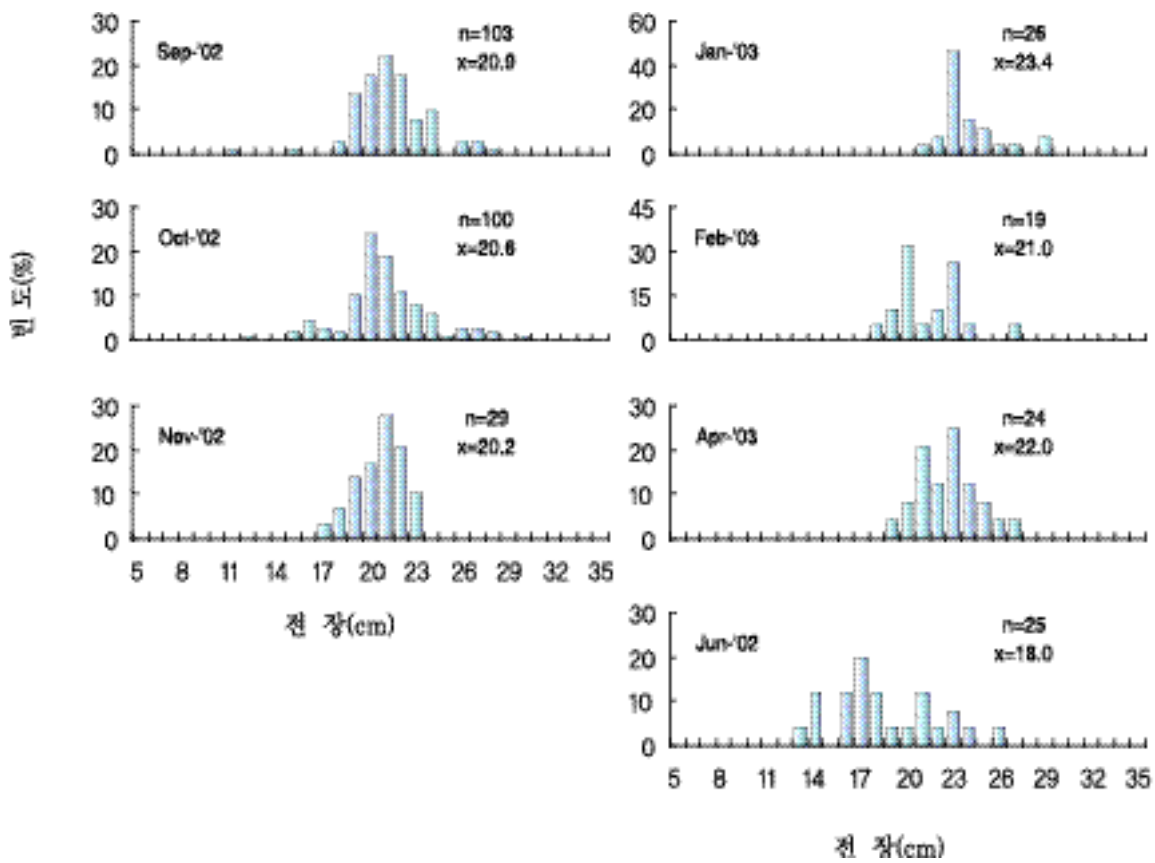 빈 도(%)
30
20
10
0
Sep-'02
n=103
x=20.9
30
20
10
0
Oct-'02
n=100
x=20.6
30
20
10
0
Nov-'02
n=29
x=20.2
5 8 11 14 17 20 23 26 29 32 35
전 장(cm)
60
40
20
0
Jan-'03
n=26
x=23.4
45
30
15
0
Feb-'03
n=19
x=21.0
30
20
10
0
Apr-'03
n=24
x=22.0
30
20
10
0
Jun-'02
n=25
x=18.0
5 8 11 14 17 20 23 26 29 32 35
전 장(cm)